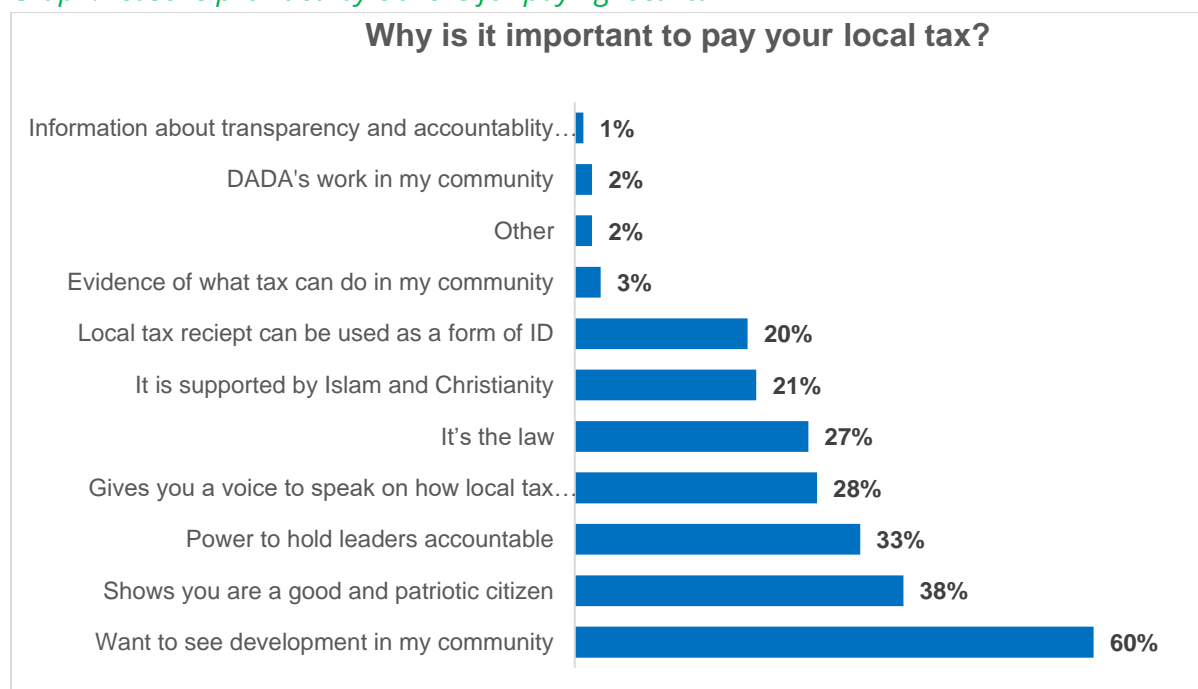 Why is it important to pay your local tax?
Information about transparency and accountablity… 1%
DADA's work in my community 2%
Other 2%
Evidence of what tax can do in my community 3%
Local tax reciept can be used as a form of ID 20%
It is supported by Islam and Christianity 21%
It's the law 27%
Gives you a voice to speak on how local tax… 28%
Power to hold leaders accountable 33%
Shows you are a good and patriotic citizen 38%
Want to see development in my community 60%